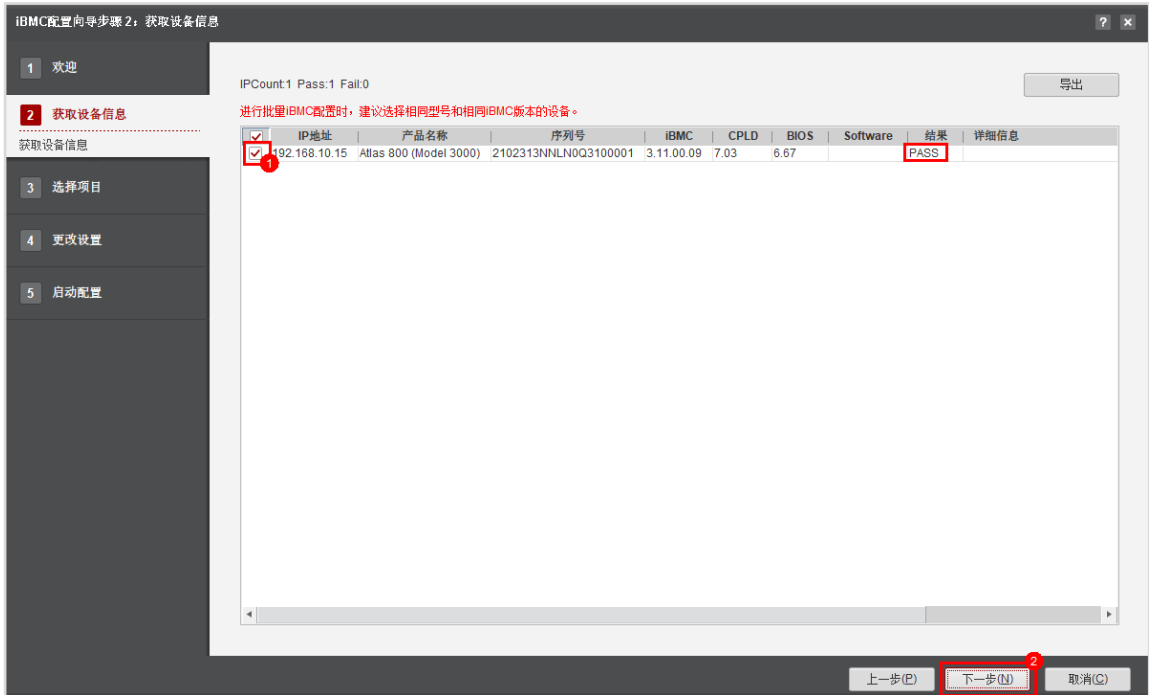 iBMC配置向导步骤2：获取设备信息
? ×
1 欢迎
2 获取设备信息
获取设备信息
3 选择项目
4 更改设置
5 启动配置
IPCount:1 Pass:1 Fail:0
导出
进行批量iBMC配置时，建议选择相同型号和相同iBMC版本的设备。
IP地址 产品名称 序列号 iBMC CPLD BIOS Software 结果 详细信息
192.168.10.15 Atlas 800 (Model 3000) 2102313NNLN0Q3100001 3.11.00.09 7.03 6.67 PASS
1
2
上一步(P) 下一步(N) 取消(C)